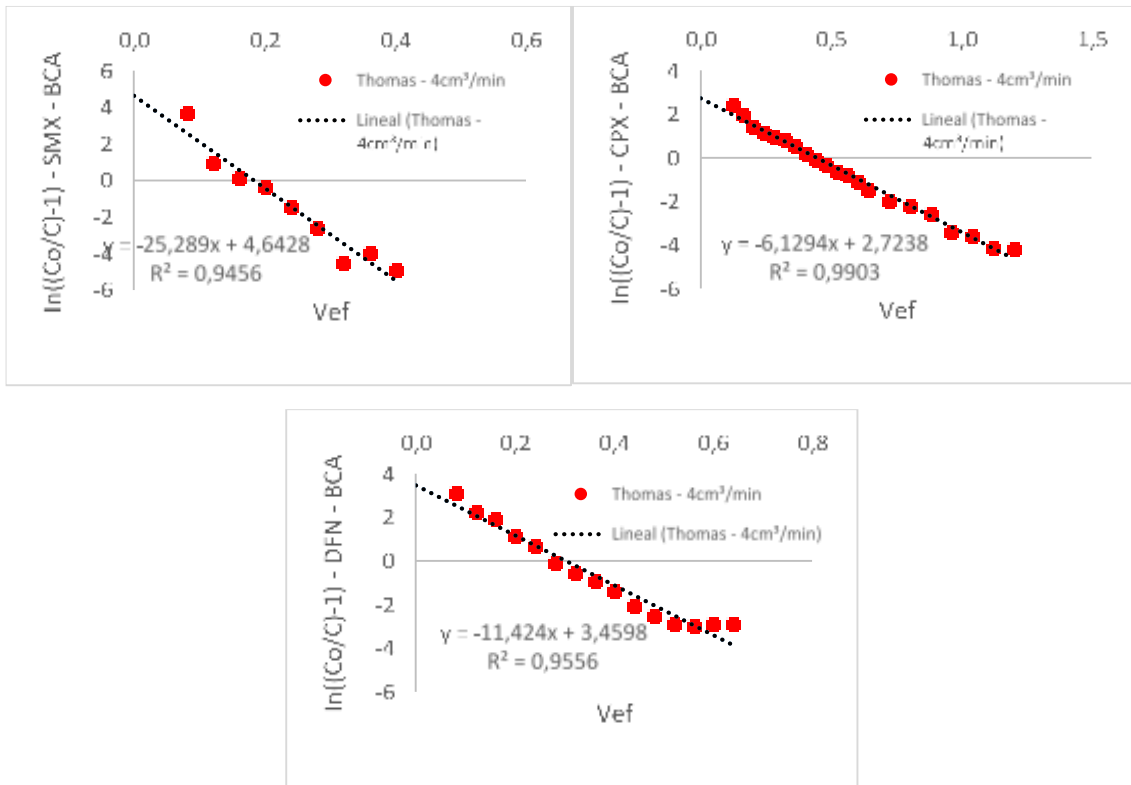 0,0 0,2 0,4 0,6
6
4
2
0
-2
-4
-6
ln((Co/C)-1) - SMX - BCA
Thomas - 4cm³/min
Lineal (Thomas -
4cm³/min)
y = -25,289x + 4,6428
R² = 0,9456
Vef
0,0 0,5 1,0 1,5
4
2
0
-2
-4
-6
ln((Co/C)-1) - CPX - BCA
Thomas - 4cm³/min
Lineal (Thomas -
4cm³/min)
y = -6,1294x + 2,7238
R² = 0,9903
Vef
0,0 0,2 0,4 0,6 0,8
4
2
0
-2
-4
-6
ln((Co/C)-1) - DFN - BCA
Thomas - 4cm³/min
Lineal (Thomas - 4cm³/min)
y = -11,424x + 3,4598
R² = 0,9556
Vef